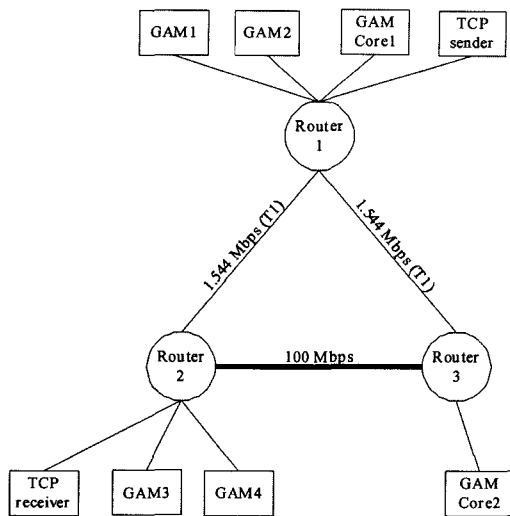 GAM1
GAM2
GAM
Core1
TCP
sender
Router
1
1.544 Mbps (T1)
1.544 Mbps (T1)
Router
2
100 Mbps
Router
3
TCP
receiver
GAM3
GAM4
GAM
Core2